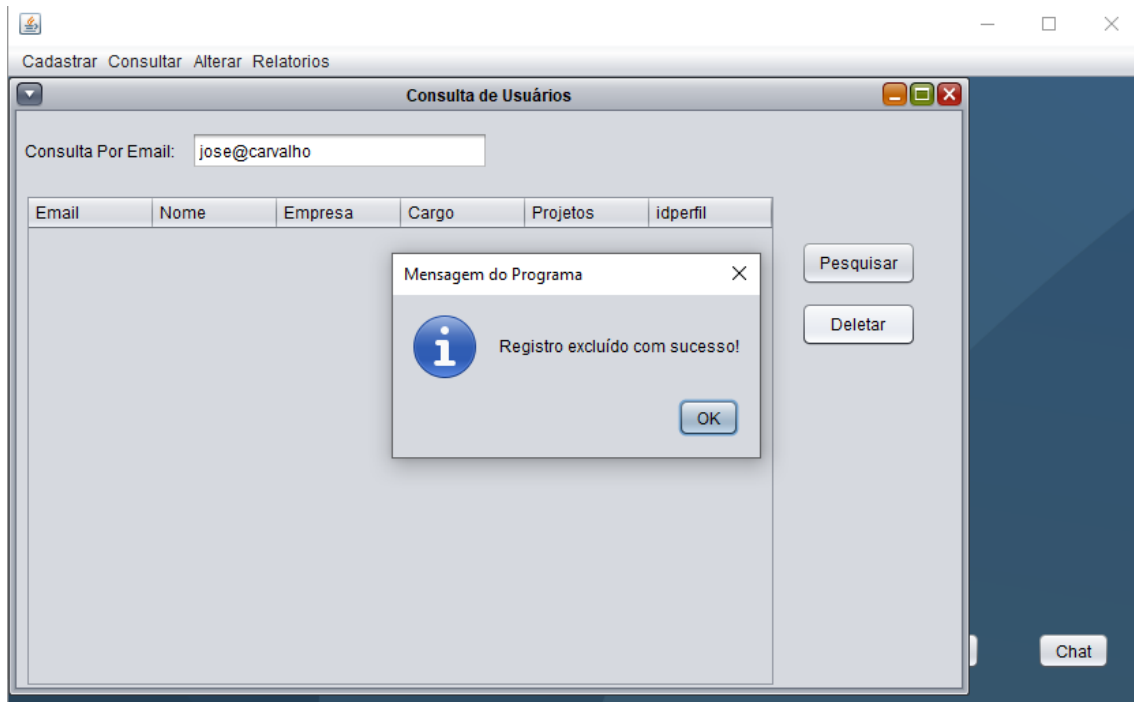 Cadastrar Consultar Alterar Relatorios
Consulta de Usuários
Consulta Por Email: jose@carvalho
Email Nome Empresa Cargo Projetos idperfil
Pesquisar
Deletar
Mensagem do Programa
Registro excluído com sucesso!
OK
Chat